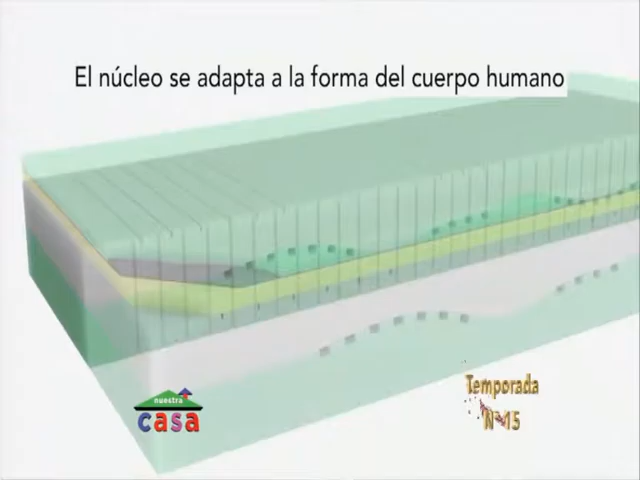 El núcleo se adapta a la forma del cuerpo humano
nuestra
casa
Temporada
Nº 15